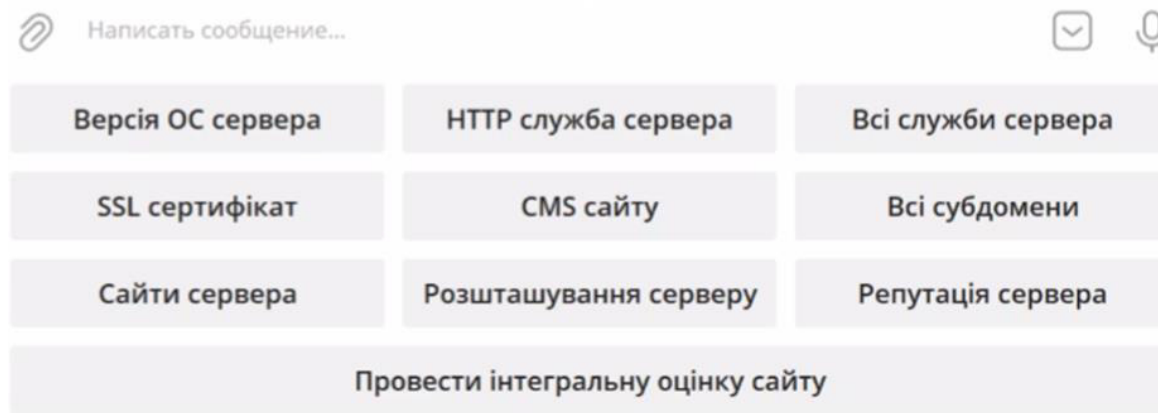 Написать сообщение...
Версія ОС сервера HTTP служба сервера Всі служби сервера
SSL сертифікат CMS сайту Всі субдомени
Сайти сервера Розшташування серверу Репутація сервера
Провести інтегральну оцінку сайту